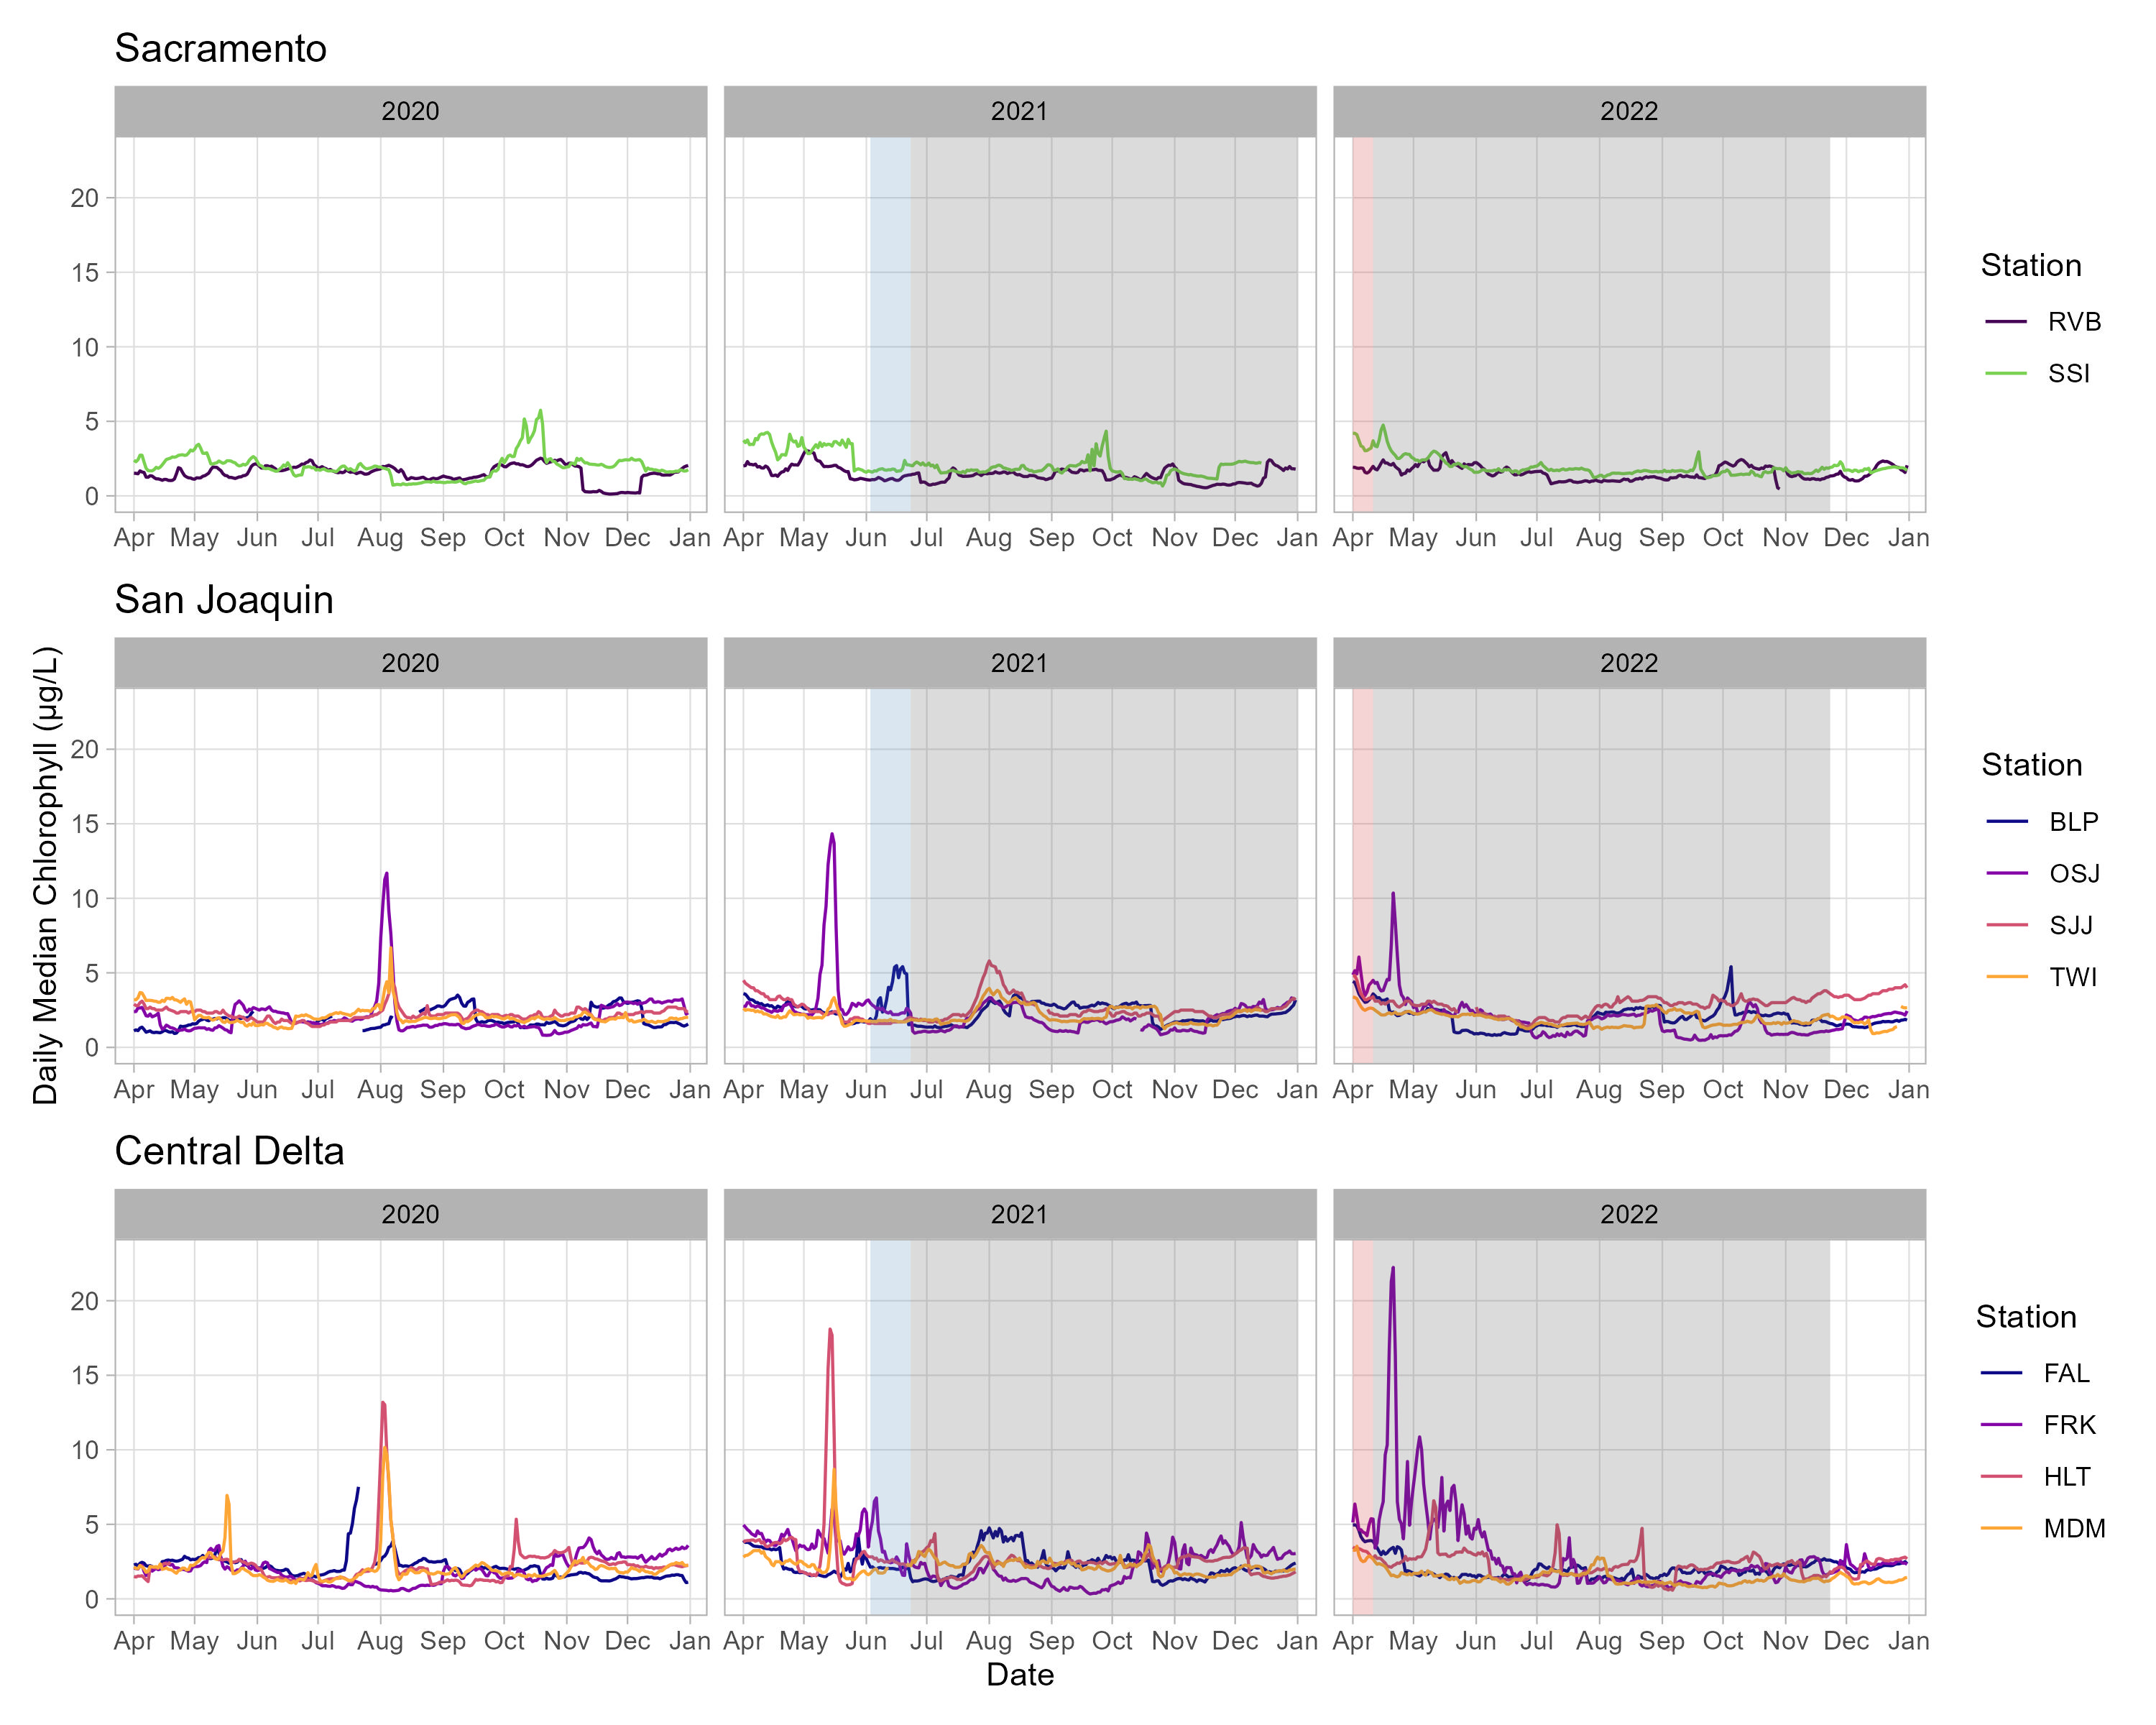 Sacramento
2020 2021 2022
20
15
10
5
0
Apr May Jun Jul Aug Sep Oct Nov Dec Jan Apr May Jun Jul Aug Sep Oct Nov Dec Jan Apr May Jun Jul Aug Sep Oct Nov Dec Jan
Station
RVB
SSI
San Joaquin
2020 2021 2022
Daily Median Chlorophyll (µg/L)
20
15
10
5
0
Apr May Jun Jul Aug Sep Oct Nov Dec Jan Apr May Jun Jul Aug Sep Oct Nov Dec Jan Apr May Jun Jul Aug Sep Oct Nov Dec Jan
Station
BLP
OSJ
SJJ
TWI
Central Delta
2020 2021 2022
20
15
10
5
0
Apr May Jun Jul Aug Sep Oct Nov Dec Jan Apr May Jun Jul Aug Sep Oct Nov Dec Jan Apr May Jun Jul Aug Sep Oct Nov Dec Jan
Date
Station
FAL
FRK
HLT
MDM